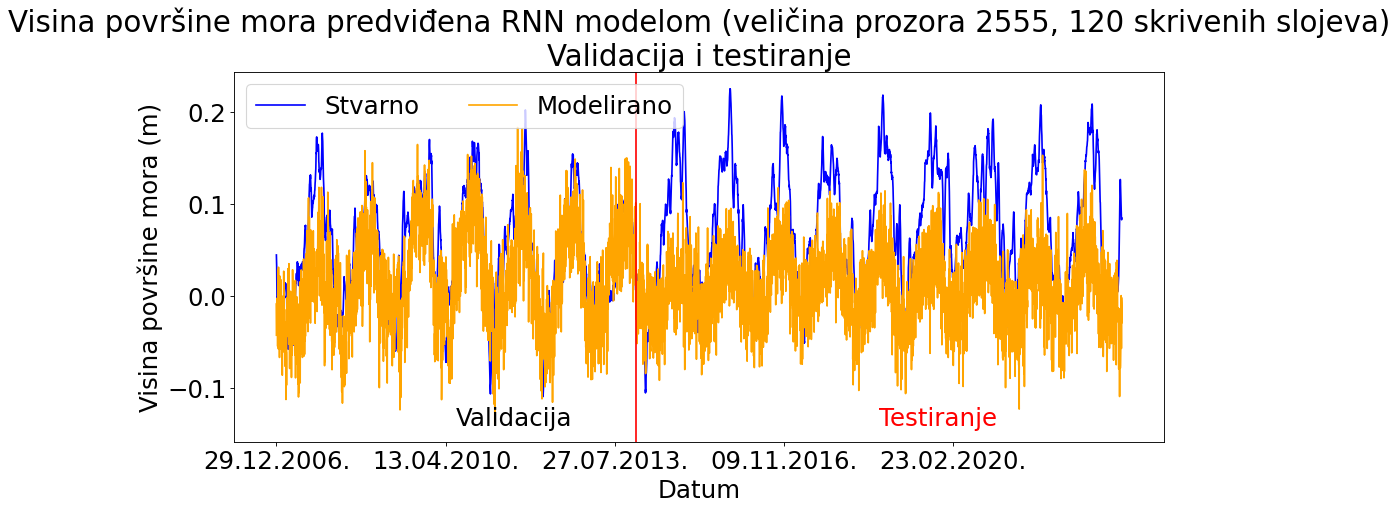 Visina površine mora predviđena RNN modelom (veličina prozora 2555, 120 skrivenih slojeva)
Validacija i testiranje
Stvarno
Modelirano
Visina površine mora (m)
0.2
0.1
0.0
−0.1
Validacija
Testiranje
29.12.2006.
13.04.2010.
27.07.2013.
09.11.2016.
23.02.2020.
Datum